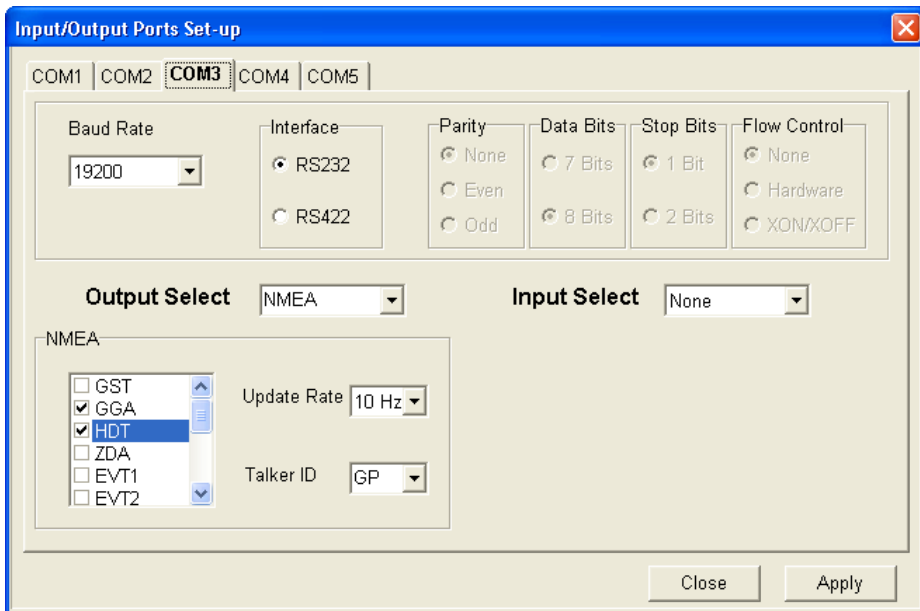 Input/Output Ports Set-up
COM1 COM2 COM3 COM4 COM5
Baud Rate
19200
Interface
RS232
RS422
Parity
None
Even
Odd
Data Bits
7 Bits
8 Bits
Stop Bits
1 Bit
2 Bits
Flow Control
None
Hardware
XON/XOFF
Output Select NMEA
Input Select None
NMEA
GST
GGA
HDT
ZDA
EVT1
EVT2
Update Rate 10 Hz
Talker ID GP
Close Apply